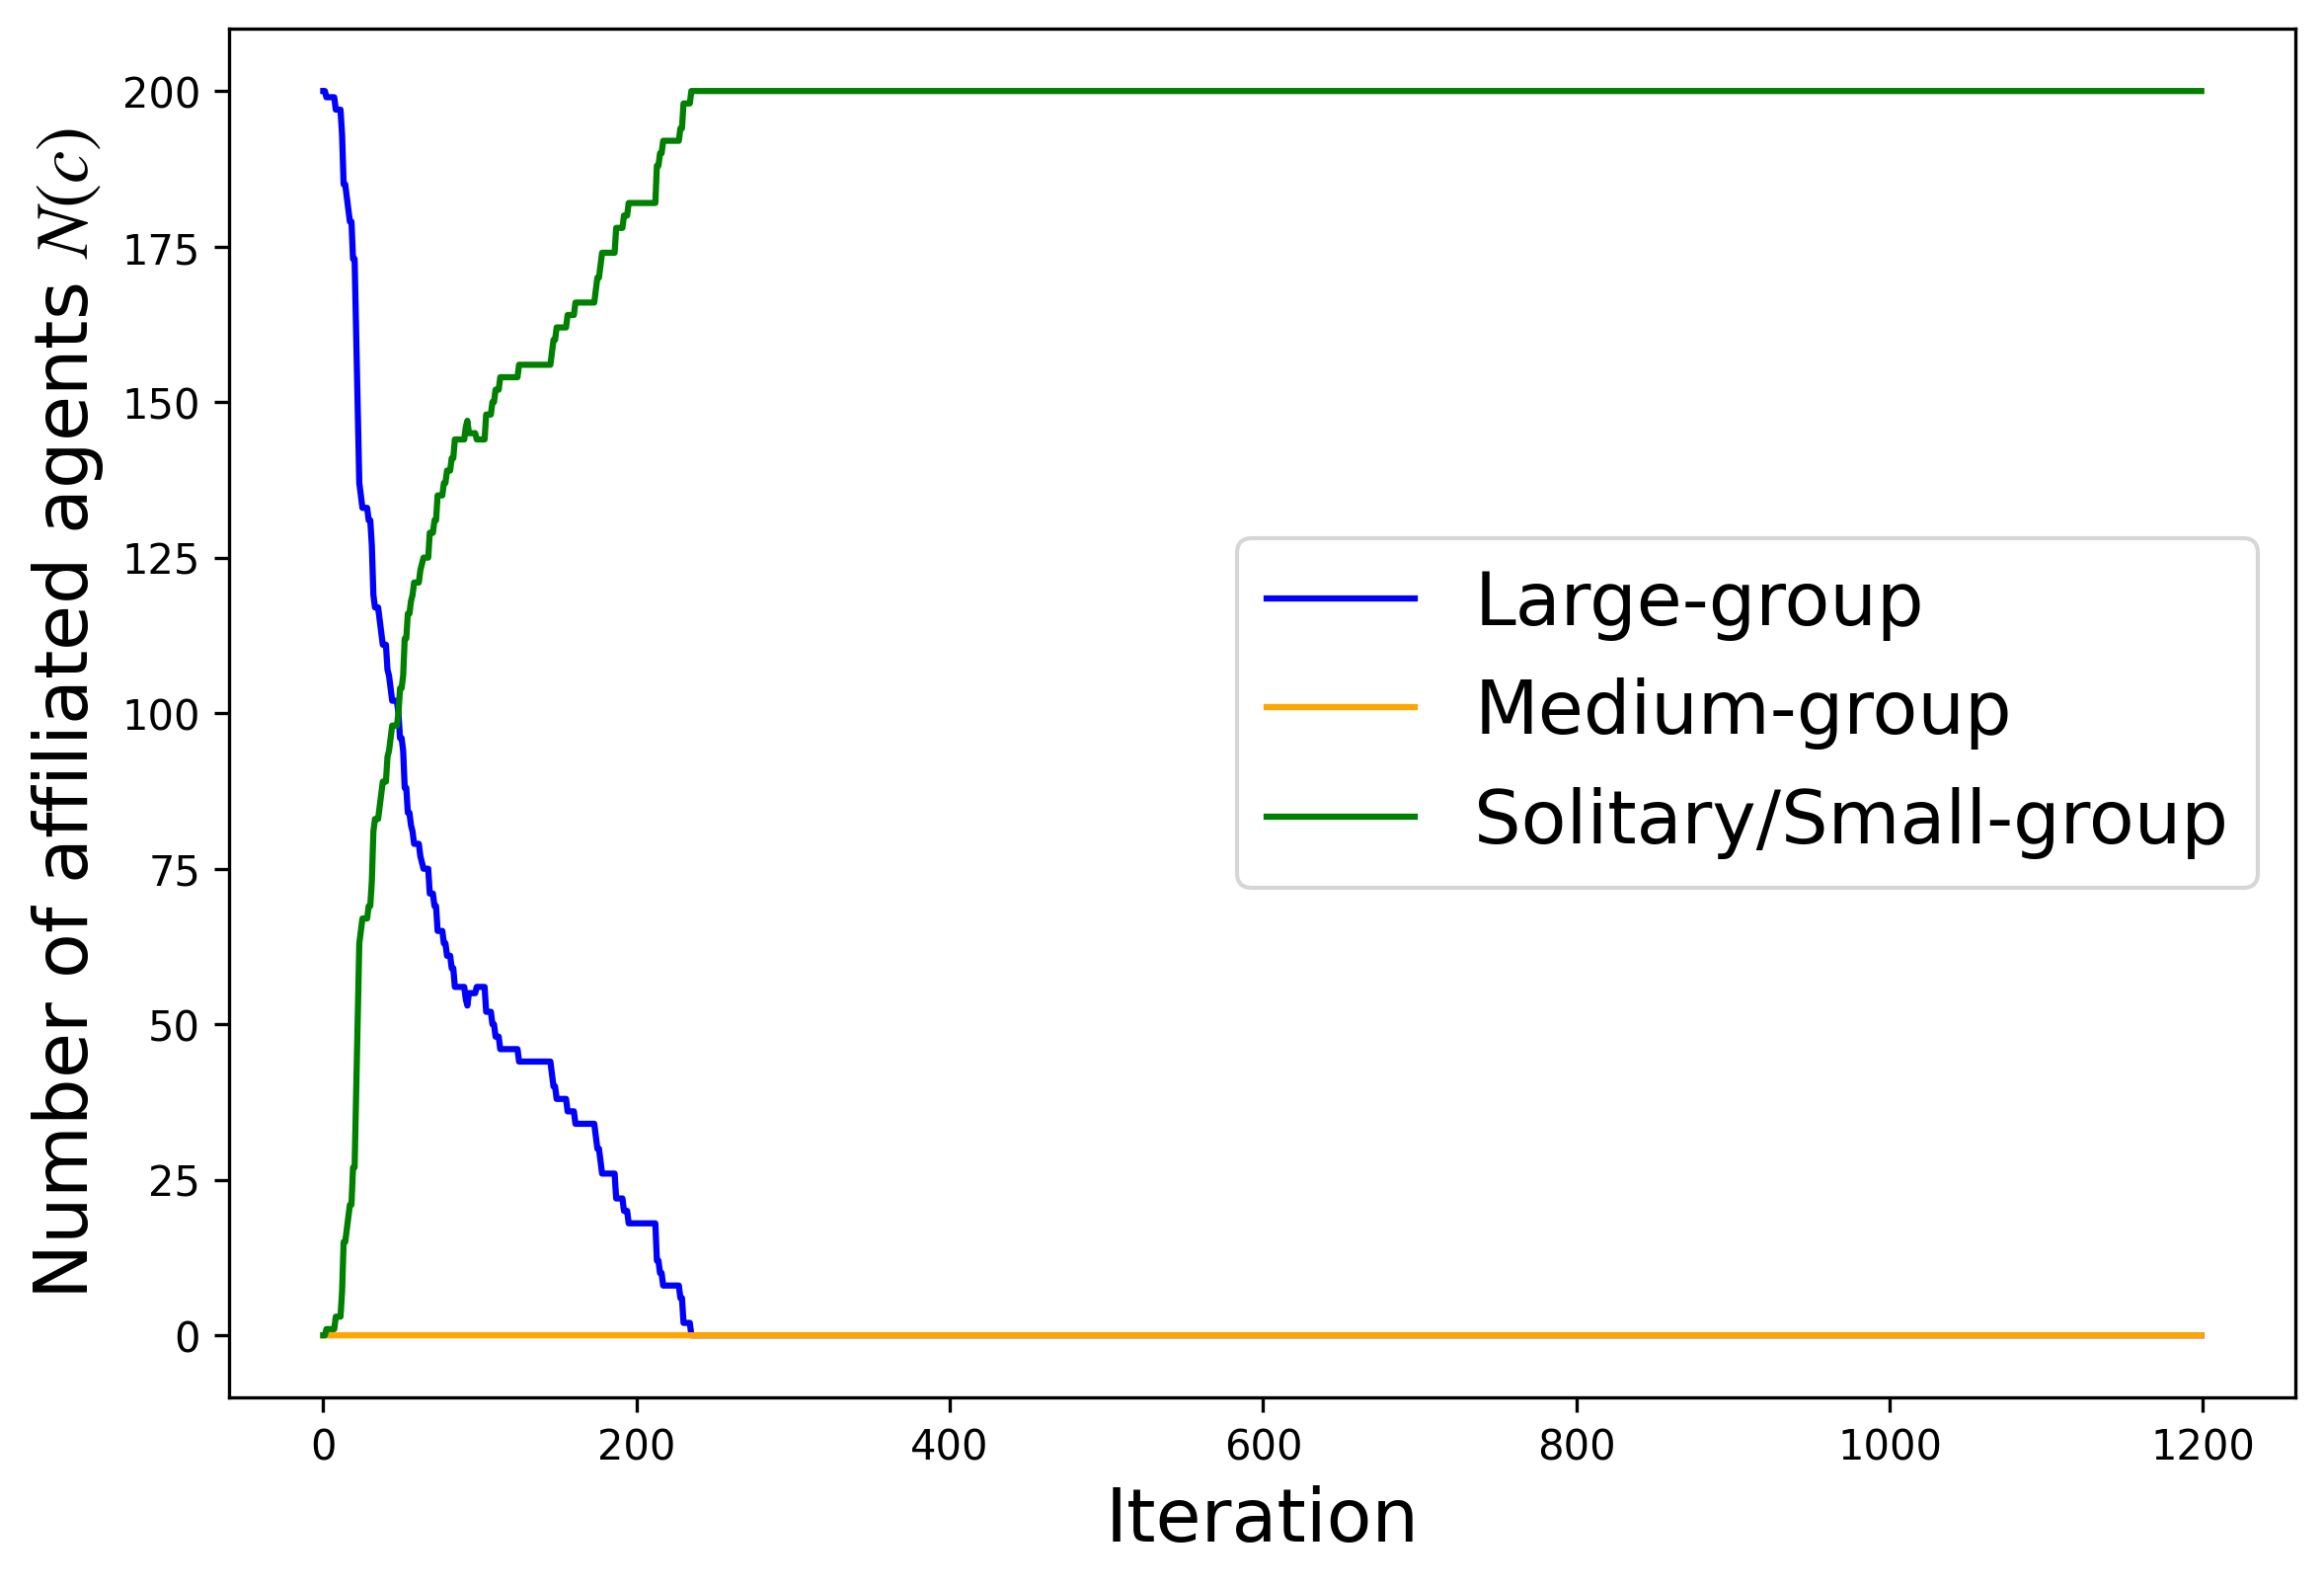 Number of affiliated agents N(c)
200
175
150
125
100
75
50
25
0
0 200 400 600 800 1000 1200
Iteration
Large-group
Medium-group
Solitary/Small-group